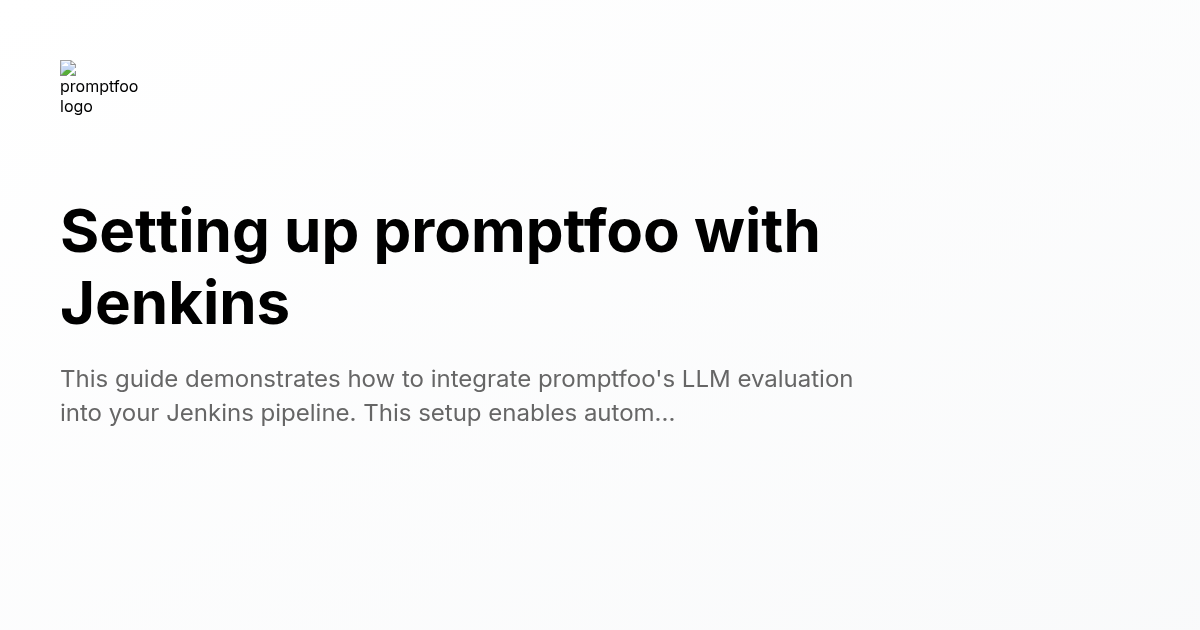 promptfoo
logo
Setting up promptfoo with
Jenkins
This guide demonstrates how to integrate promptfoo's LLM evaluation
into your Jenkins pipeline. This setup enables autom...